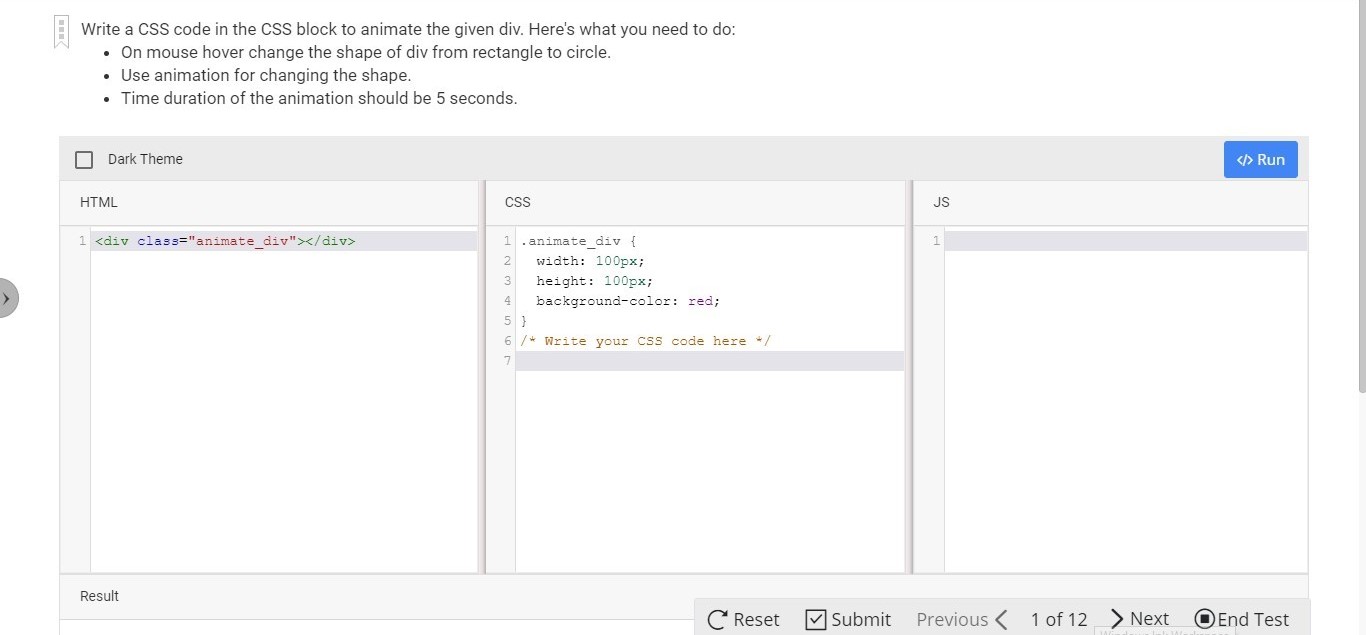 Write a CSS code in the CSS block to animate the given div. Here's what you need to do:
• On mouse hover change the shape of div from rectangle to circle.
• Use animation for changing the shape.
• Time duration of the animation should be 5 seconds.
Dark Theme
</> Run
HTML
CSS
JS
1 <div class="animate_div"></div>
1 .animate_div {
2 width: 100px;
3 height: 100px;
4 background-color: red;
5 }
6 /* Write your CSS code here */
7
1
Result
Reset Submit Previous 1 of 12 Next End Test